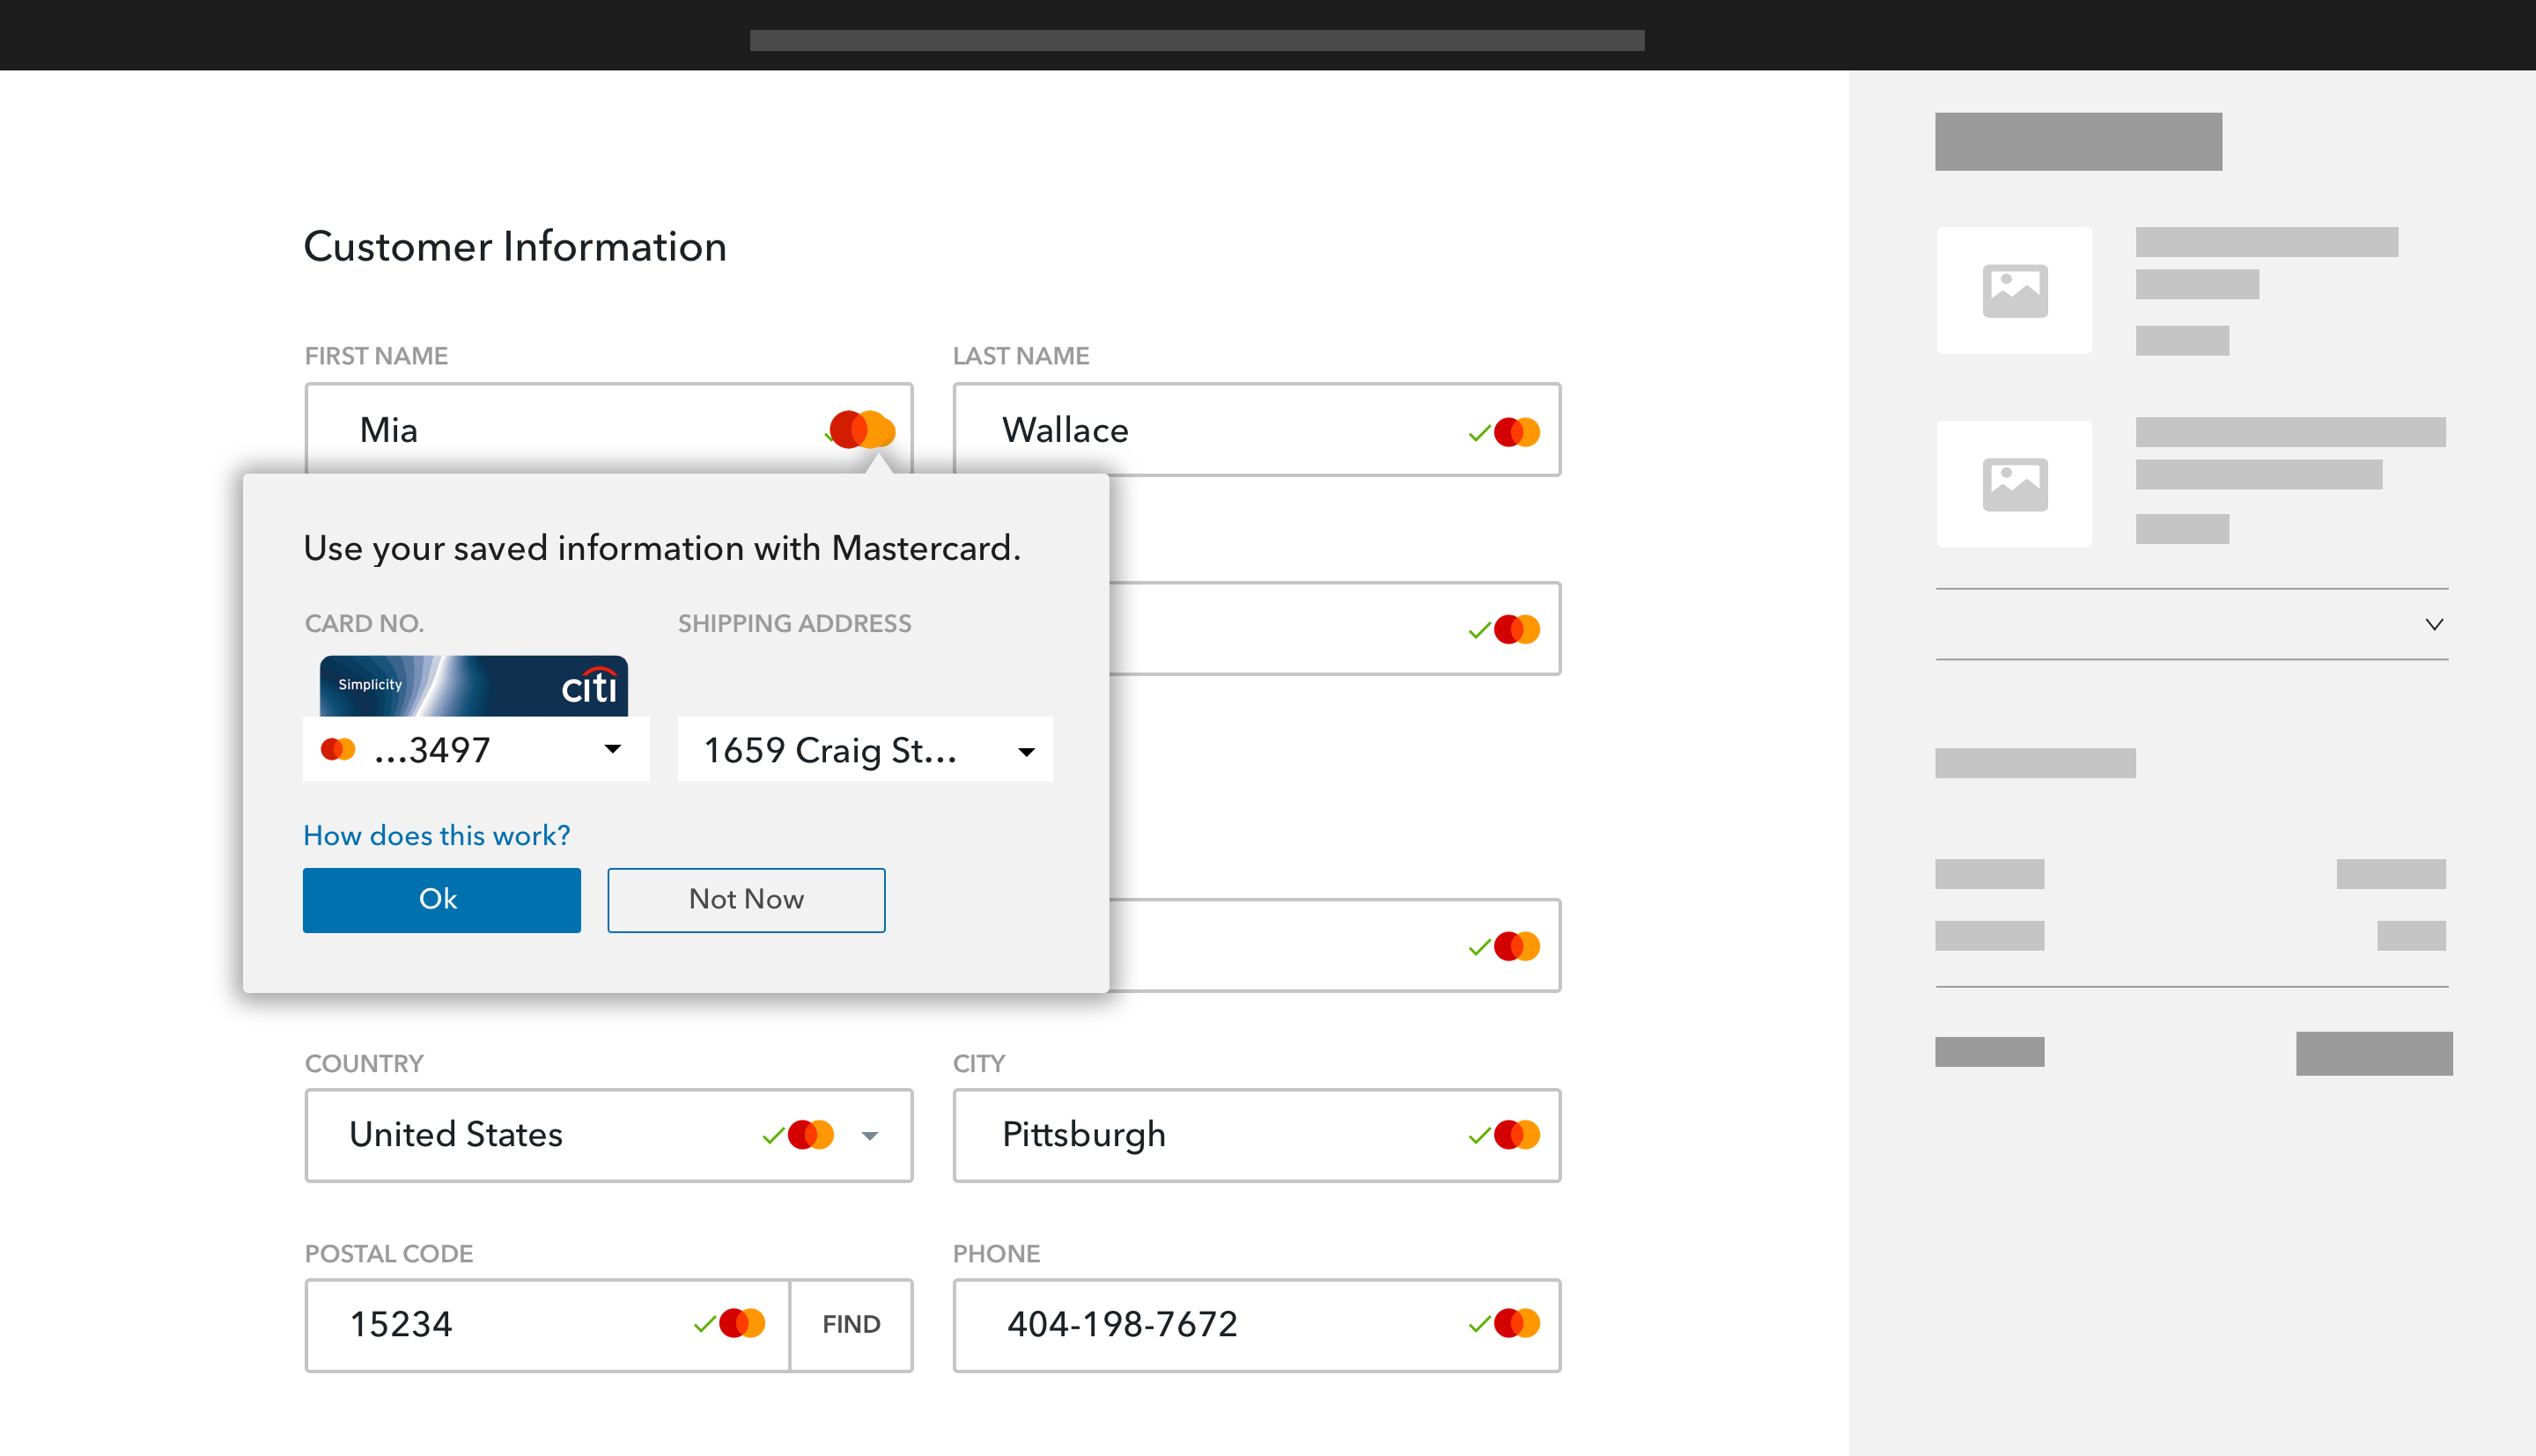 Customer Information
FIRST NAME
LAST NAME
Mia
Wallace
Use your saved information with Mastercard.
CARD NO.
SHIPPING ADDRESS
Simplicity
citi
...3497
1659 Craig St...
How does this work?
Ok
Not Now
COUNTRY
CITY
United States
Pittsburgh
POSTAL CODE
PHONE
15234
FIND
404-198-7672